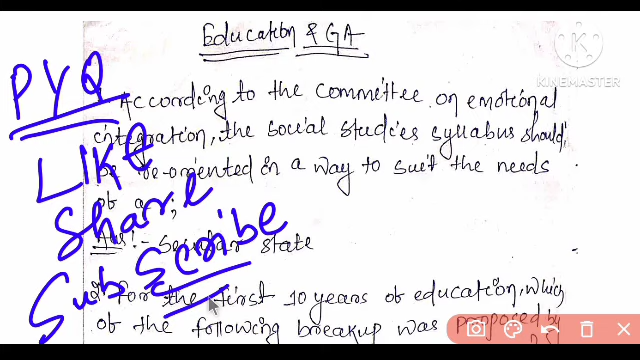 Education & GA
KINEMASTER
PYQ
According to the Committee on emotional
integration, the Social studies syllabus should
be re-oriented in a way to suit the needs
of a ;
LIKE
Share
Subscribe
Ans :- Secular state
2 For the first 10 years of education, which
of the following breakup was proposed by